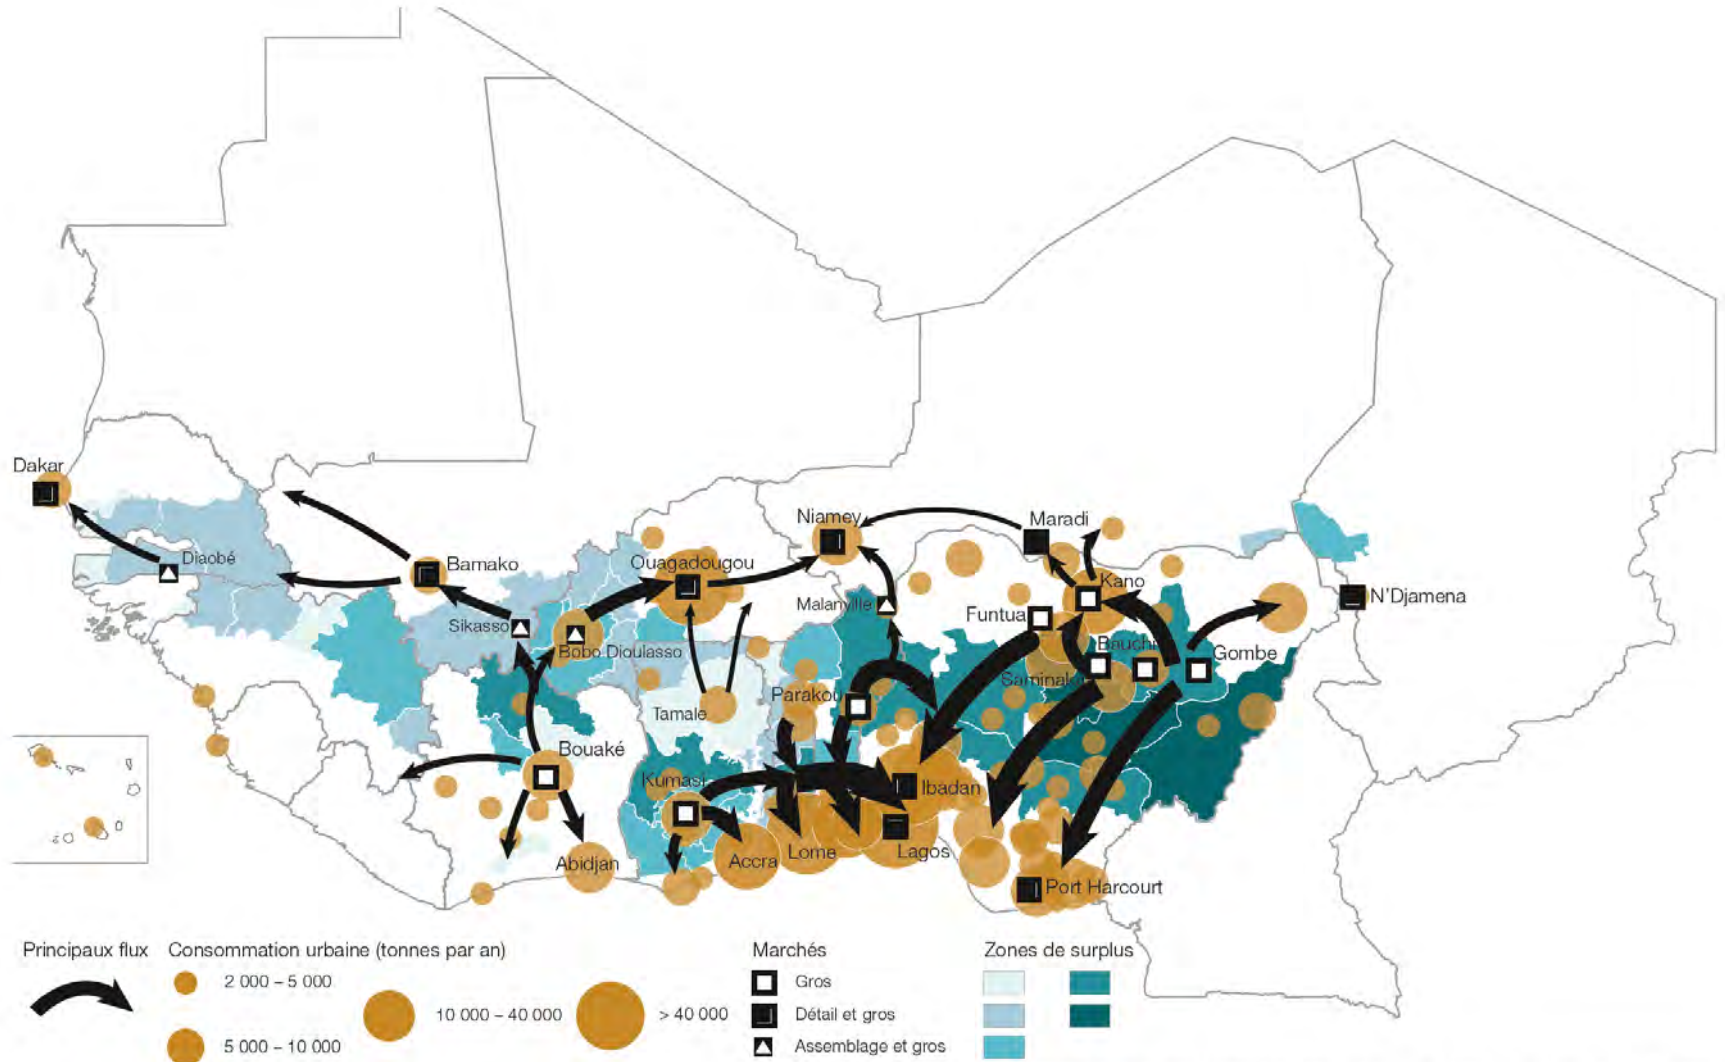 Dakar
Diaobé
Bamako
Sikasso
Ouagadougou
Bobo Dioulasso
Niamey
Maradi
Malanville
Kano
Funtua
N'Djamena
Bauchi
Gombe
Saminaka
Tamale
Parakou
Bouaké
Kumasi
Ibadan
Abidjan
Accra
Lome
Lagos
Port Harcourt
Principaux flux
Consommation urbaine (tonnes par an)
2 000 – 5 000
5 000 – 10 000
10 000 – 40 000
> 40 000
Marchés
Gros
Détail et gros
Assemblage et gros
Zones de surplus